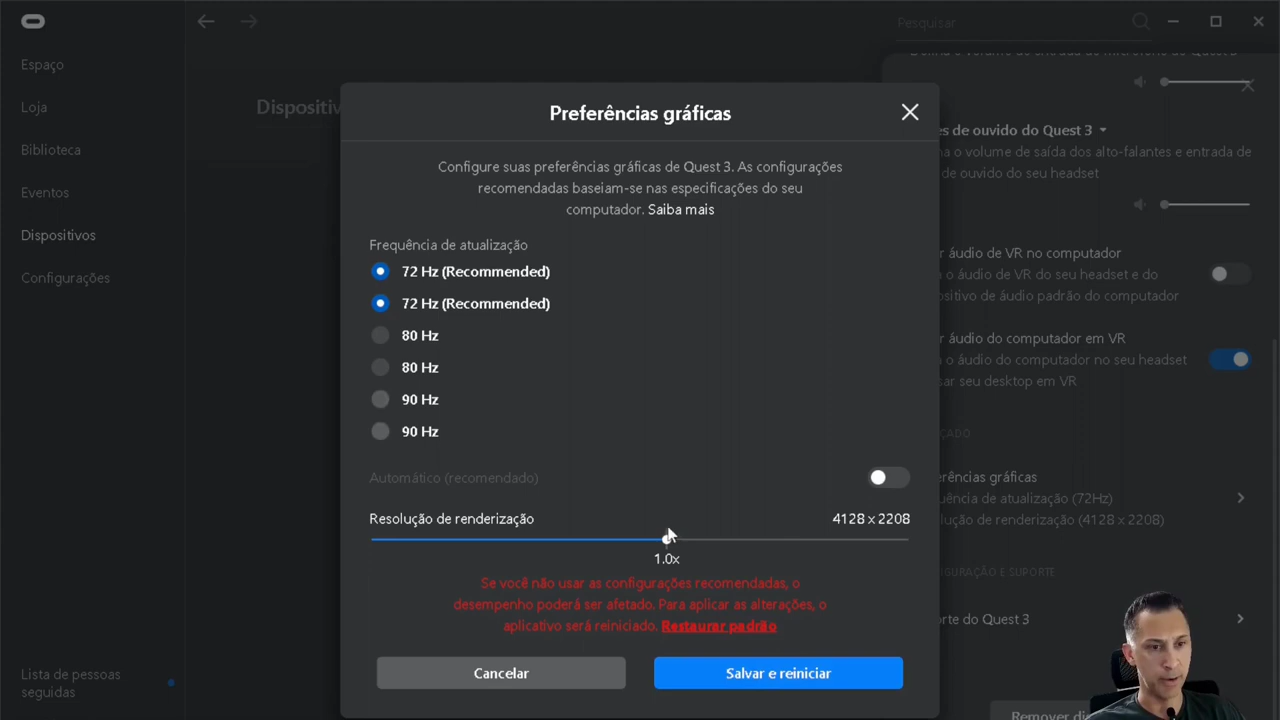 Pesquisar
Espaço
Loja
Biblioteca
Eventos
Dispositivos
Configurações
Lista de pessoas
seguidas
Preferências gráficas
Configure suas preferências gráficas de Quest 3. As configurações
recomendadas baseiam-se nas especificações do seu
computador. Saiba mais
Frequência de atualização
72 Hz (Recommended)
72 Hz (Recommended)
80 Hz
80 Hz
90 Hz
90 Hz
Automático (recomendado)
Resolução de renderização 4128 x 2208
1.0x
Se você não usar as configurações recomendadas, o
desempenho poderá ser afetado. Para aplicar as alterações, o
aplicativo será reiniciado. Restaurar padrão
Cancelar
Salvar e reiniciar
de ouvido do Quest 3
o volume de saída dos alto-falantes e entrada de
de ouvido do seu headset
áudio de VR no computador
o áudio de VR do seu headset e do
de áudio padrão do computador
áudio do computador em VR
o áudio do computador no seu headset
seu desktop em VR
gráficas
de atualização (72Hz)
de renderização (4128 x 2208)
E SUPORTE
do Quest 3
Remover